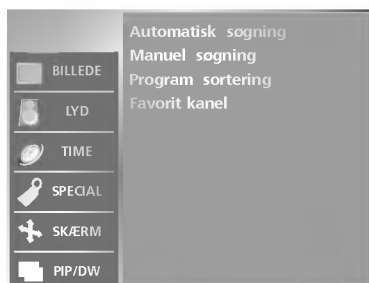 Automatisk søgning
Manuel søgning
Program sortering
Favorit kanel
BILLEDE
LYD
TIME
SPECIAL
SKÆRM
PIP/DW